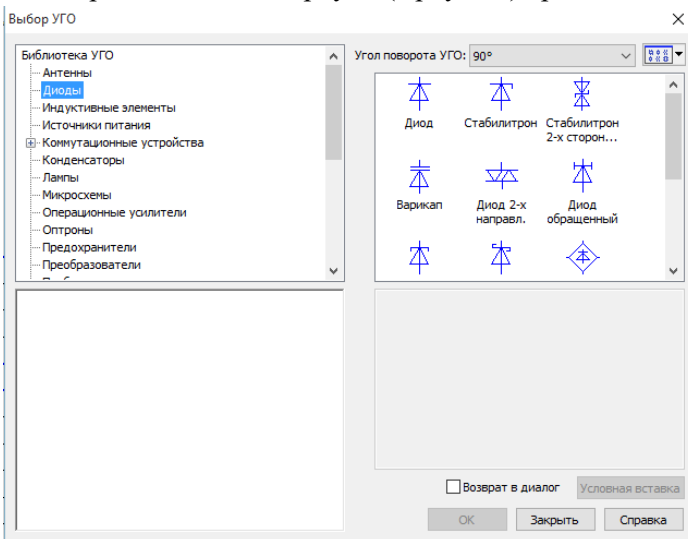 Выбор УГО
Библиотека УГО
Антенны
Диоды
Индуктивные элементы
Источники питания
Коммутационные устройства
Конденсаторы
Лампы
Микросхемы
Операционные усилители
Оптроны
Предохранители
Преобразователи
Угол поворота УГО: 90°
Диод
Стабилитрон
Стабилитрон
2-х сторон...
Варикап
Диод 2-х
направл.
Диод
обращенный
Возврат в диалог
Условная вставка
ОК
Закрыть
Справка